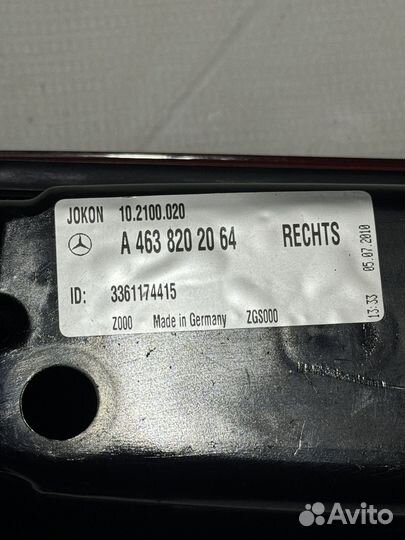 JOKON 10.2100.020
A 463 820 20 64 RECHTS
ID: 3361174415
Z000 Made in Germany ZGS000
13:33 05.07.2010
Avito